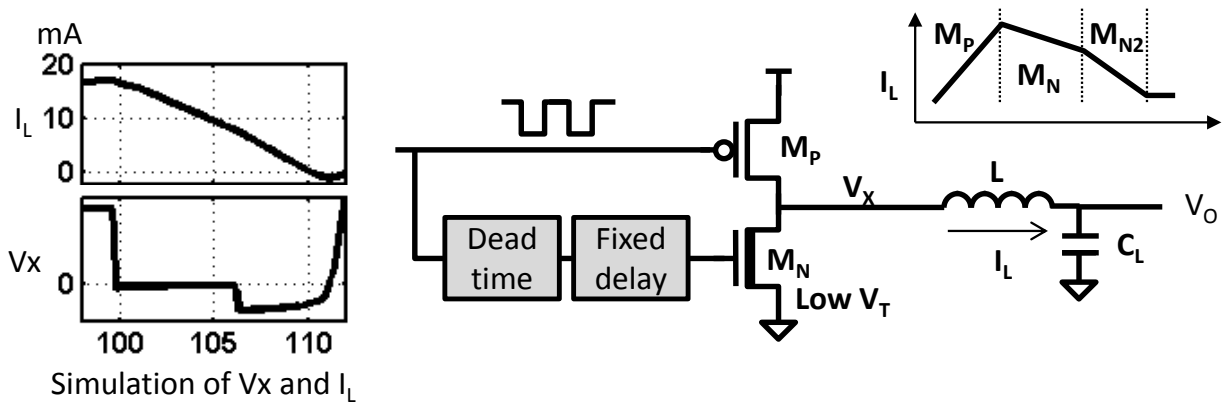 mA
20
I_L 10
0
Vx
0
100 105 110
Simulation of Vx and I_L
Dead time
Fixed delay
M_P
V_X
M_N
Low V_T
L
I_L
C_L
V_O
I_L
M_P
M_N
M_N2